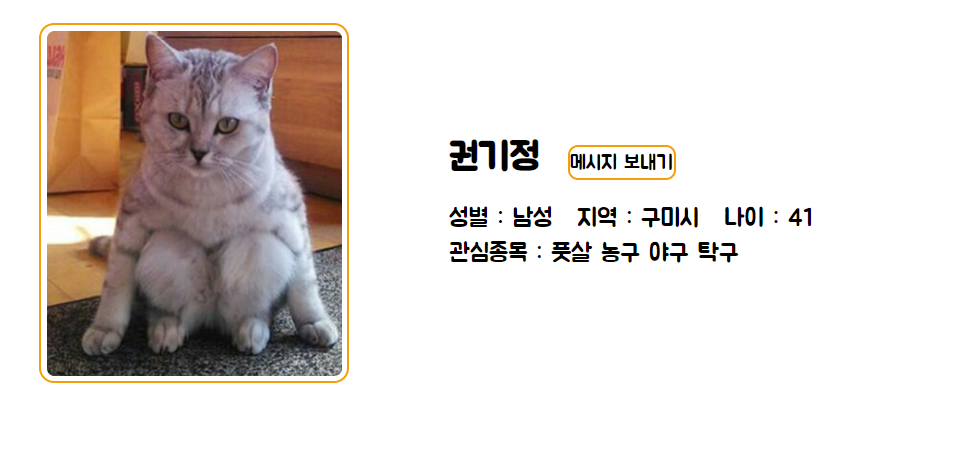 권기정 메시지 보내기
성별 : 남성 지역 : 구미시 나이 : 41
관심종목 : 풋살 농구 야구 탁구